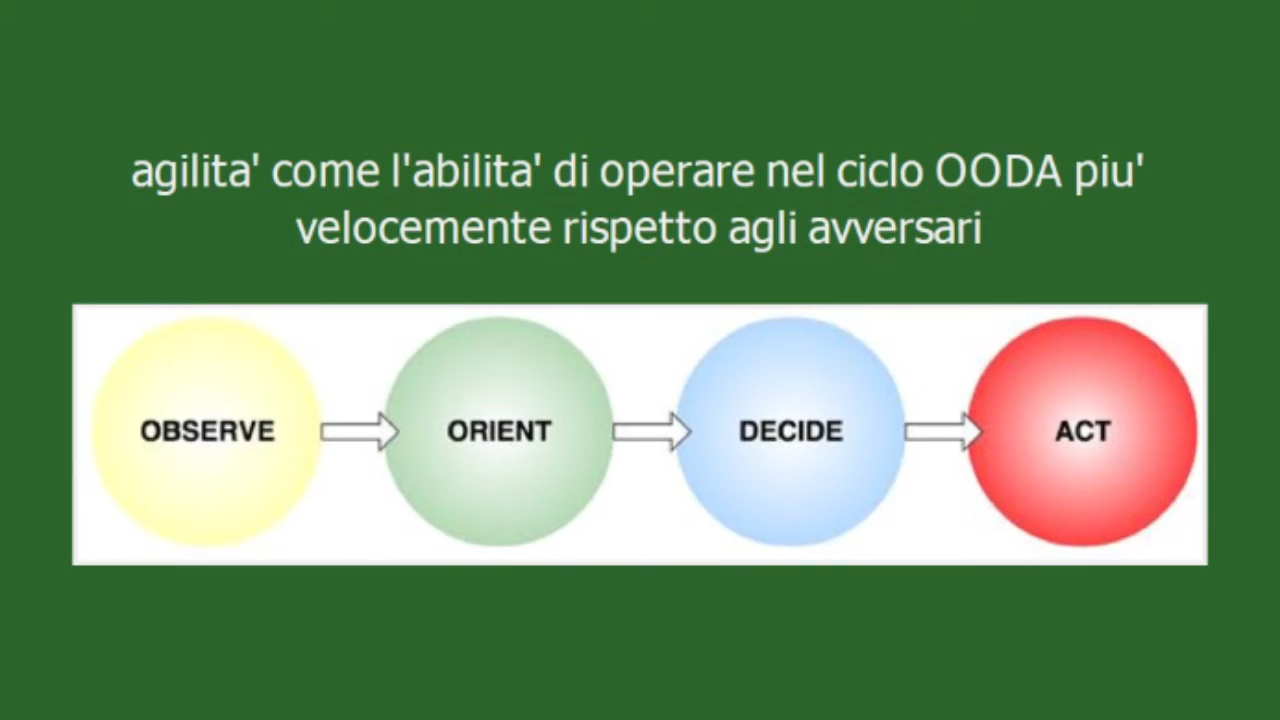 agilita' come l'abilita' di operare nel ciclo OODA piu'
velocemente rispetto agli avversari
OBSERVE
ORIENT
DECIDE
ACT